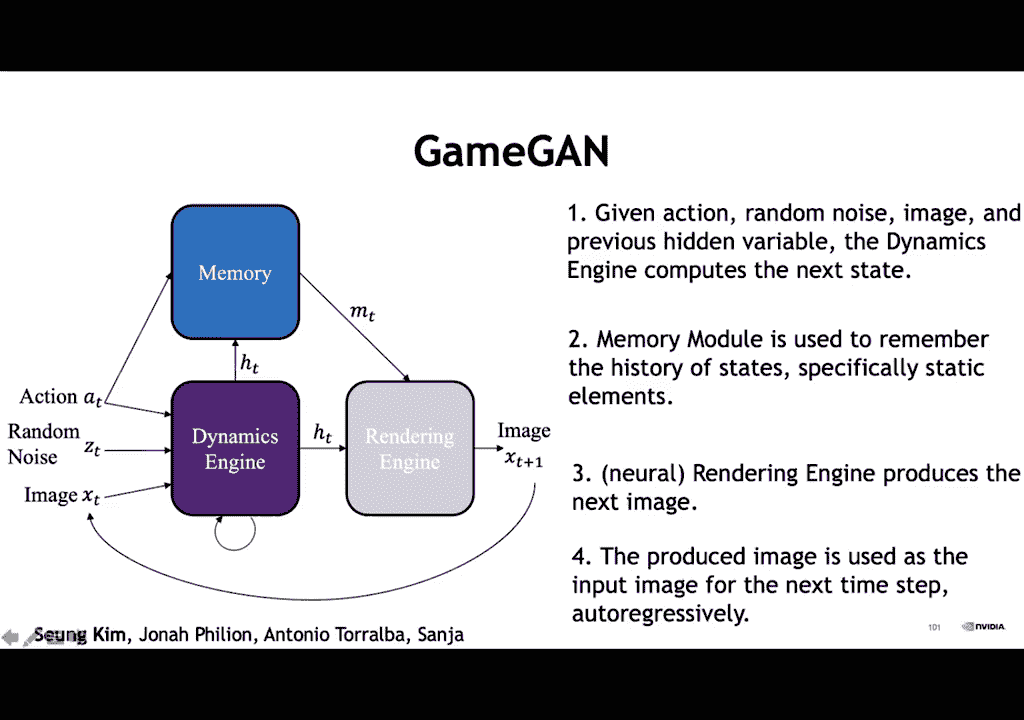 GameGAN
Memory
m_t
h_t
Action a_t
Random
Noise
z_t
Image x_t
Dynamics
Engine
h_t
Rendering
Engine
Image
x_{t+1}
1. Given action, random noise, image, and
previous hidden variable, the Dynamics
Engine computes the next state.
2. Memory Module is used to remember
the history of states, specifically static
elements.
3. (neural) Rendering Engine produces the
next image.
4. The produced image is used as the
input image for the next time step,
autoregressively.
Seung Kim, Jonah Philion, Antonio Torralba, Sanja
101
NVIDIA.